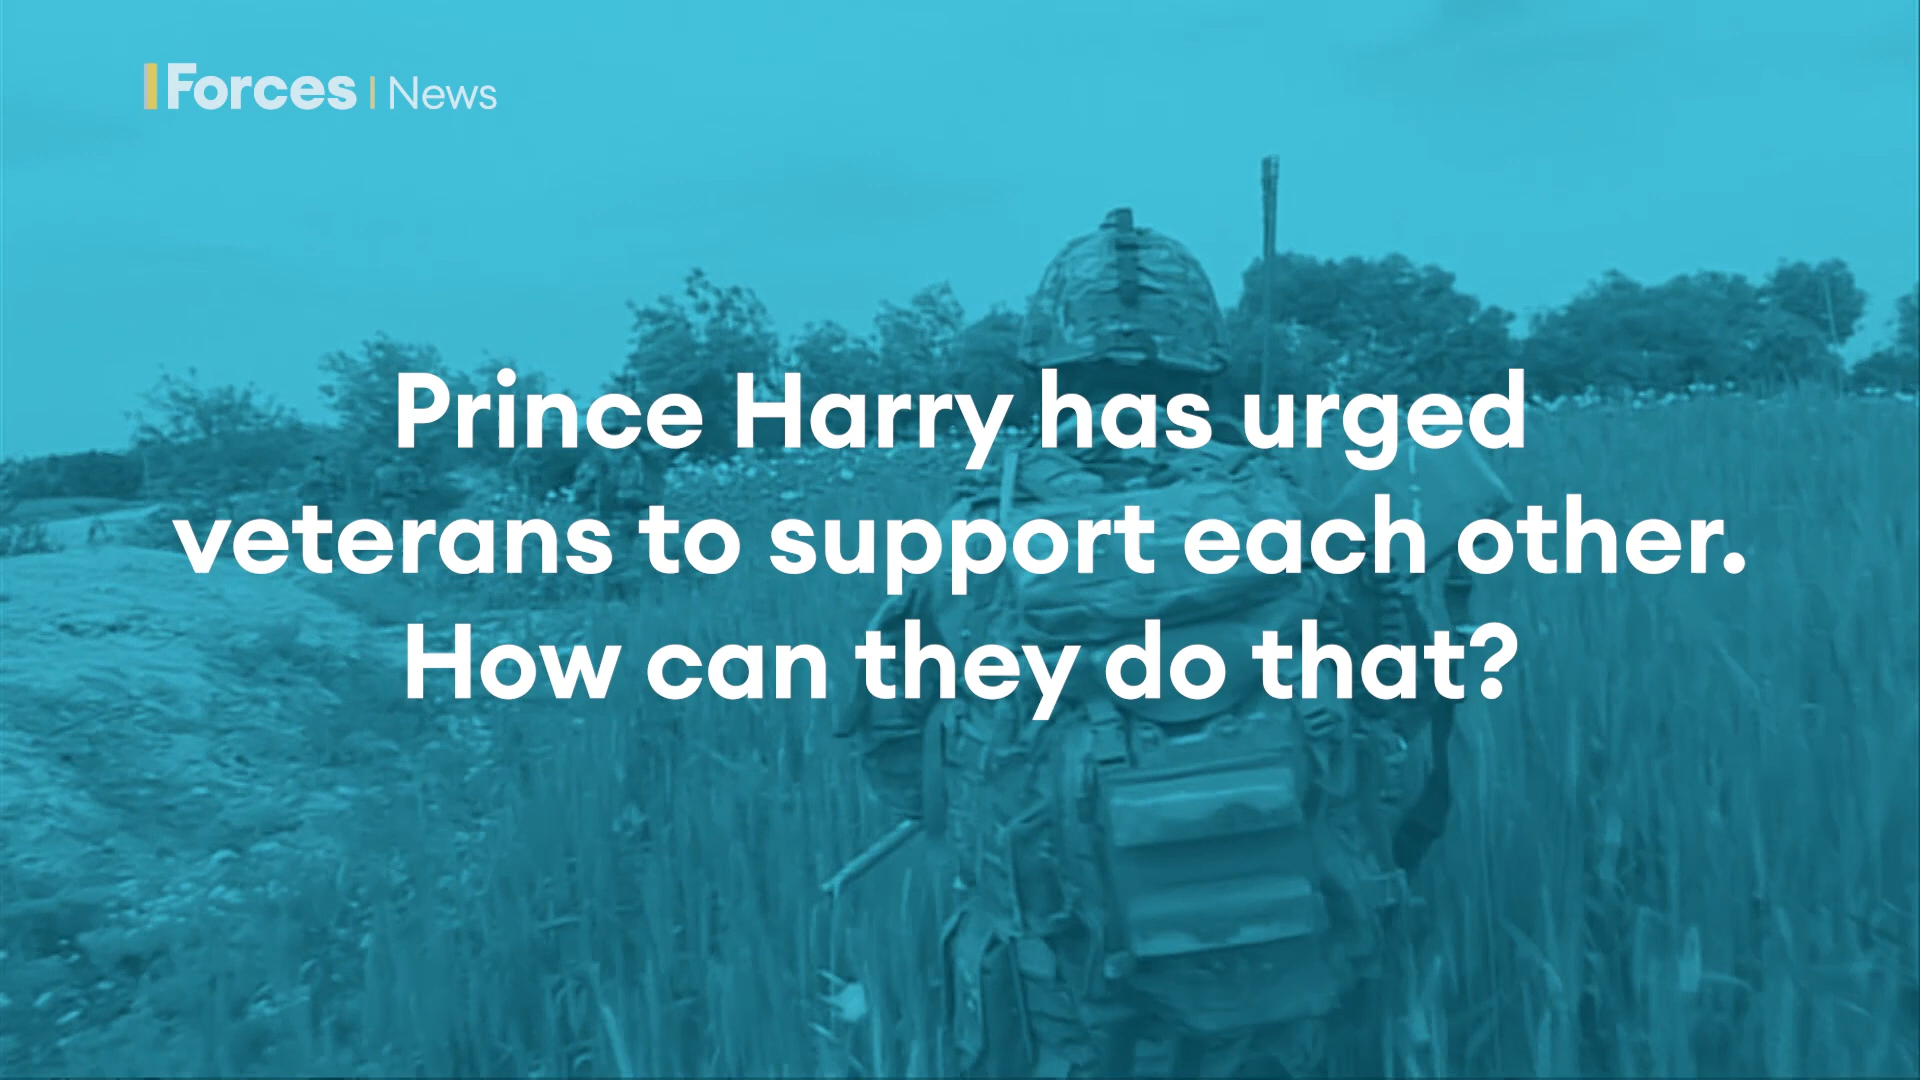 Forces | News
Prince Harry has urged
veterans to support each other.
How can they do that?